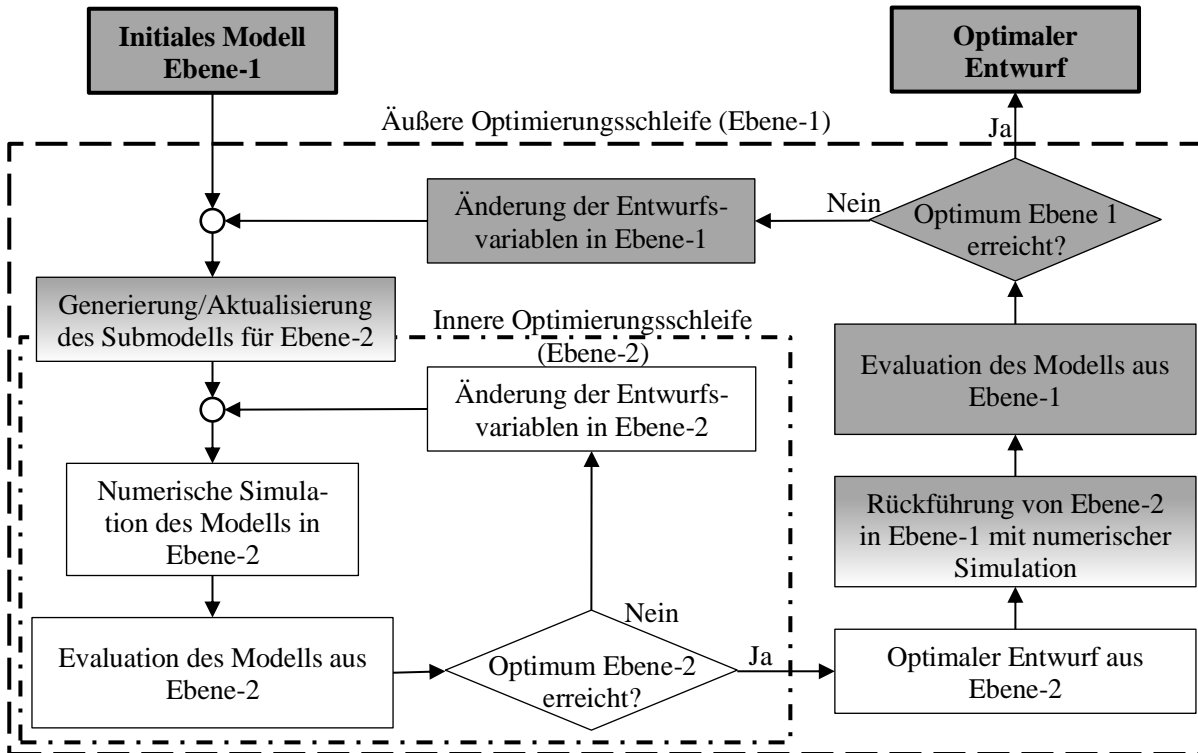 Initiales Modell
Ebene-1
Optimaler
Entwurf
Äußere Optimierungsschleife (Ebene-1)
Ja
Änderung der Entwurfs-
variablen in Ebene-1
Nein
Optimum Ebene 1
erreicht?
Generierung/Aktualisierung
des Submodells für Ebene-2
Innere Optimierungsschleife
(Ebene-2)
Änderung der Entwurfs-
variablen in Ebene-2
Evaluation des Modells aus
Ebene-1
Numerische Simula-
tion des Modells in
Ebene-2
Rückführung von Ebene-2
in Ebene-1 mit numerischer
Simulation
Evaluation des Modells aus
Ebene-2
Nein
Optimum Ebene-2
erreicht?
Ja
Optimaler Entwurf aus
Ebene-2